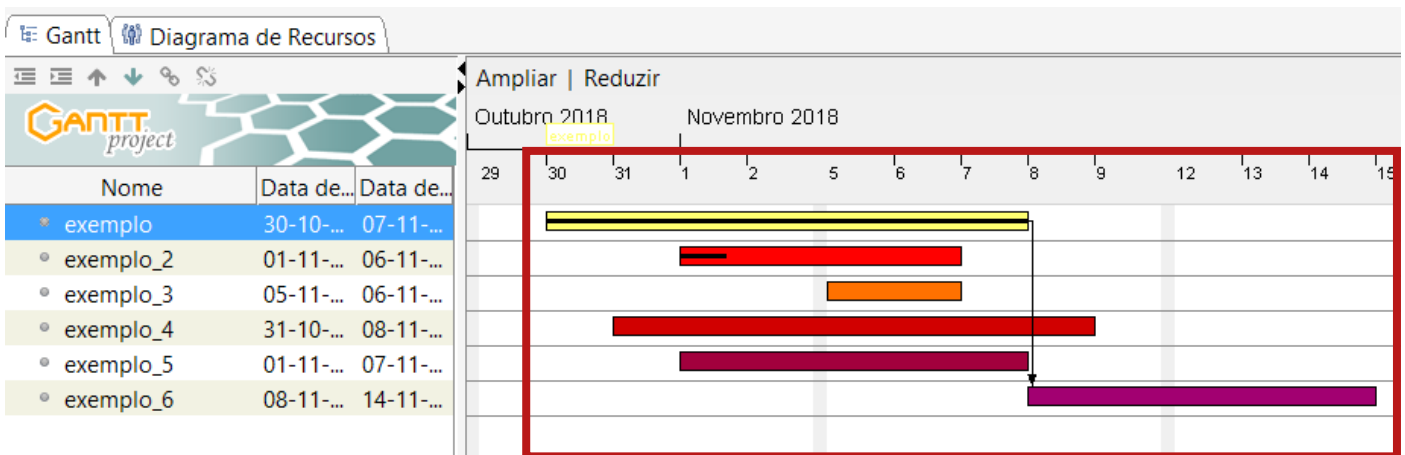 Gantt Diagrama de Recursos
Ampliar | Reduzir
GANTT
project
Outubro 2018 Novembro 2018
exemplo
29 30 31 1 2 5 6 7 8 9 12 13 14 15
Nome Data de... Data de...
exemplo 30-10-... 07-11-...
exemplo_2 01-11-... 06-11-...
exemplo_3 05-11-... 06-11-...
exemplo_4 31-10-... 08-11-...
exemplo_5 01-11-... 07-11-...
exemplo_6 08-11-... 14-11-...